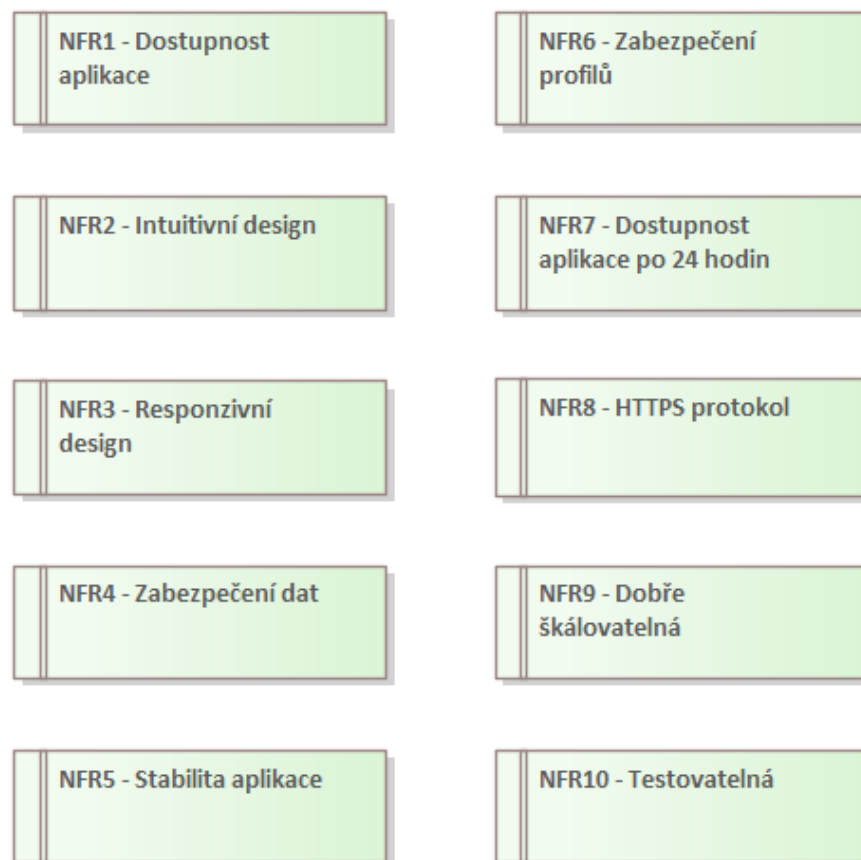 NFR1 - Dostupnost
aplikace
NFR2 - Intuitivní design
NFR3 - Responzivní
design
NFR4 - Zabezpečení dat
NFR5 - Stabilita aplikace
NFR6 - Zabezpečení
profilů
NFR7 - Dostupnost
aplikace po 24 hodin
NFR8 - HTTPS protokol
NFR9 - Dobře
škálovatelná
NFR10 - Testovatelná